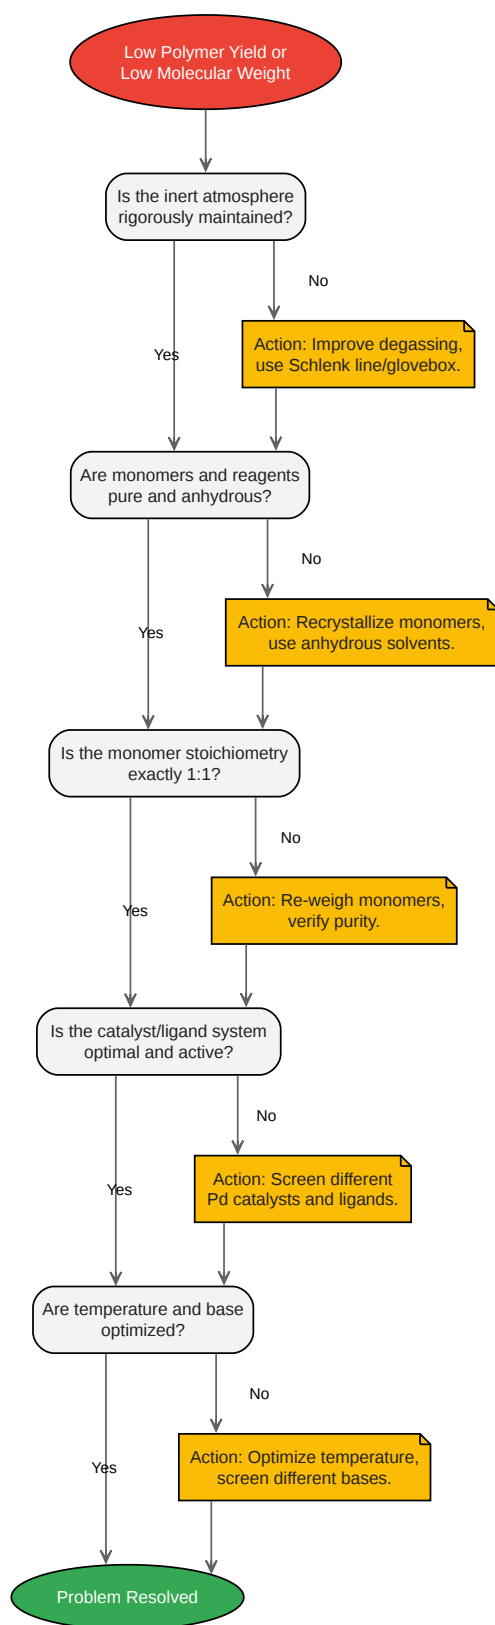 Low Polymer Yield or
Low Molecular Weight
Is the inert atmosphere
rigorously maintained?
No
Action: Improve degassing,
use Schlenk line/glovebox.
Yes
Are monomers and reagents
pure and anhydrous?
No
Action: Recrystallize monomers,
use anhydrous solvents.
Yes
Is the monomer stoichiometry
exactly 1:1?
No
Action: Re-weigh monomers,
verify purity.
Yes
Is the catalyst/ligand system
optimal and active?
No
Action: Screen different
Pd catalysts and ligands.
Yes
Are temperature and base
optimized?
No
Action: Optimize temperature,
screen different bases.
Yes
Problem Resolved